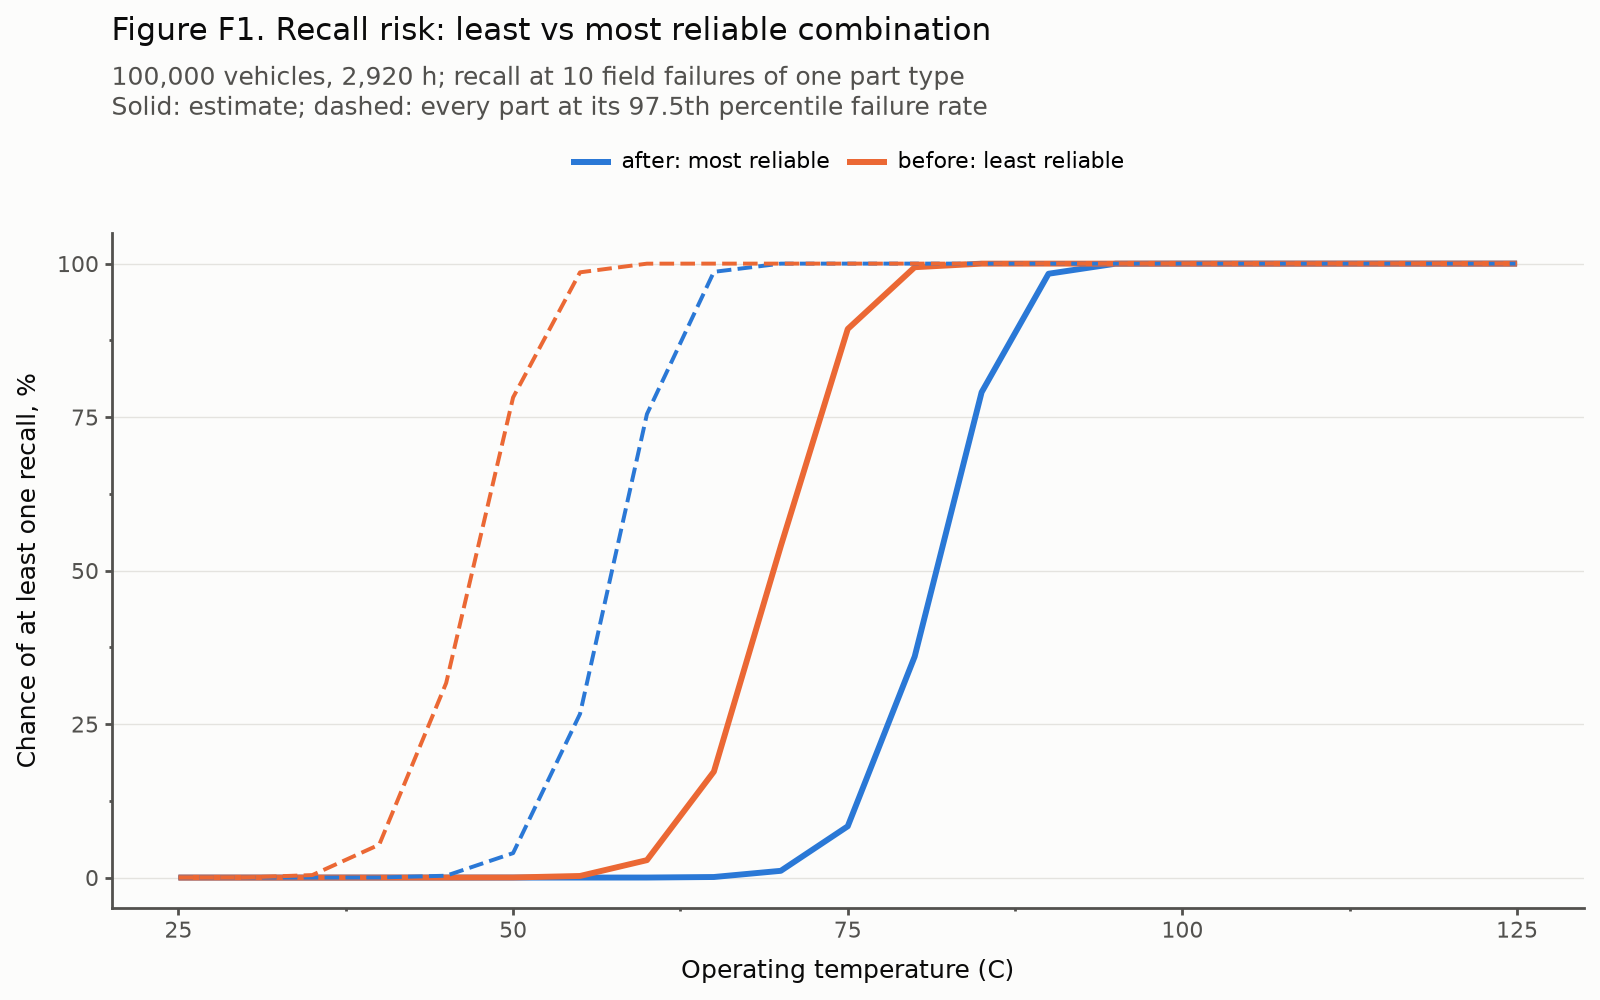 Figure F1. Recall risk: least vs most reliable combination
100,000 vehicles, 2,920 h; recall at 10 field failures of one part type
Solid: estimate; dashed: every part at its 97.5th percentile failure rate
after: most reliable
before: least reliable
Chance of at least one recall, %
100
75
50
25
0
25
50
75
100
125
Operating temperature (C)